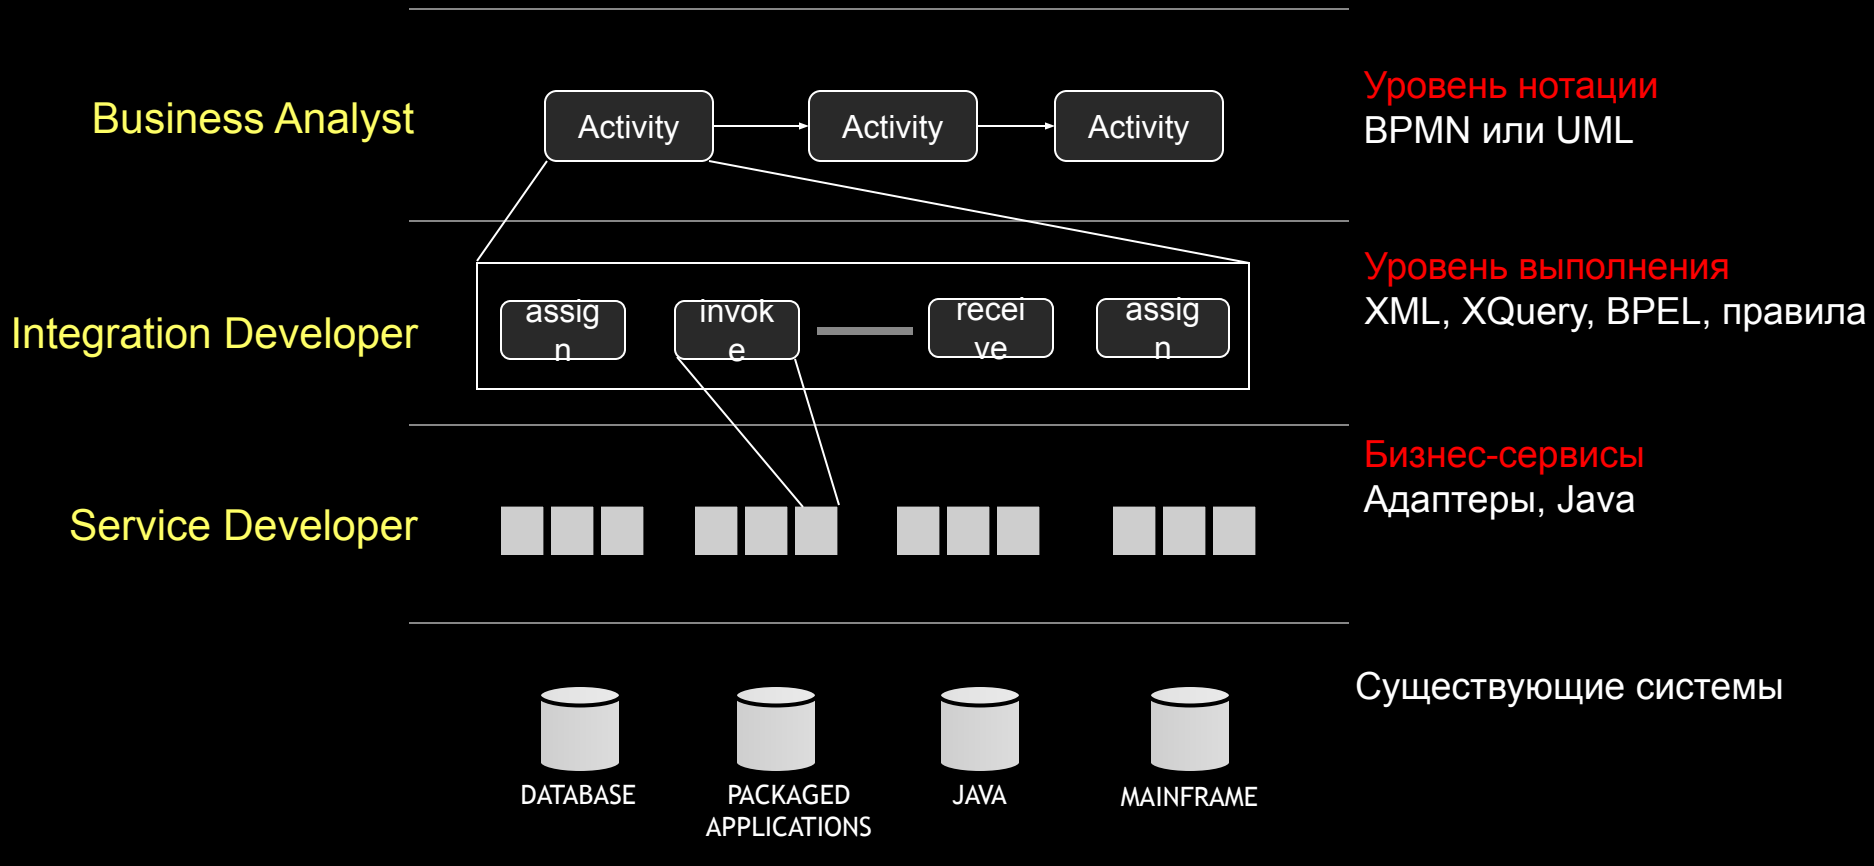 Business Analyst
Activity
Activity
Activity
Уровень нотации
BPMN или UML
Integration Developer
assig
n
invok
e
recei
ve
assig
n
Уровень выполнения
XML, XQuery, BPEL, правила
Service Developer
Бизнес-сервисы
Адаптеры, Java
Существующие системы
DATABASE
PACKAGED
APPLICATIONS
JAVA
MAINFRAME